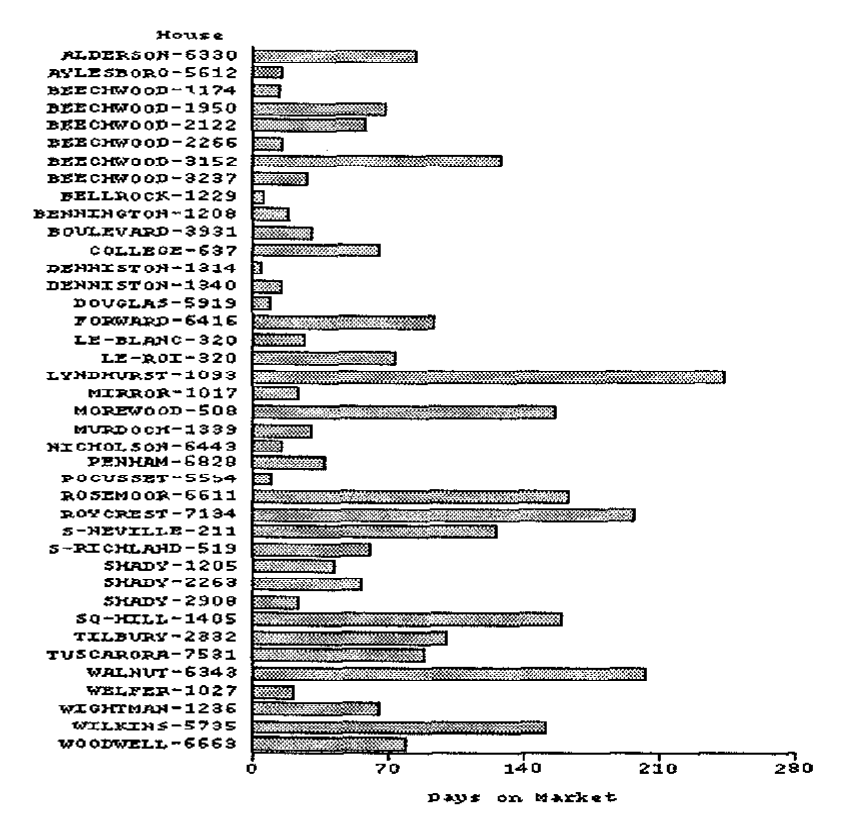 House
ALDERSON-6330
AYLESBORO-5612
BEECHWOOD-1174
BEECHWOOD-1950
BEECHWOOD-2122
BEECHWOOD-2266
BEECHWOOD-3152
BEECHWOOD-3237
BELLROCK-1229
BENNINGTON-1208
BOULEVARD-3931
COLLEGE-637
DENNISTON-1314
DENNISTON-1340
DOUGLAS-5919
FORWARD-6416
LE-BLANC-320
LE-ROI-320
LYNDHURST-1093
MIRROR-1017
MOREWOOD-508
MURDOCH-1339
NICHOLSON-6443
PENHAM-6828
POCUSSET-5554
ROSEMOOR-6611
ROYCREST-7134
S-NEVILLE-211
S-RICHLAND-519
SHADY-1205
SHADY-2263
SHADY-2908
SQ-HILL-1405
TILBURY-2332
TUSCARORA-7531
WALNUT-6343
WELFER-1027
WIGHTMAN-1236
WILKINS-5735
WOODWELL-6663
0 70 140 210 280
Days on Market